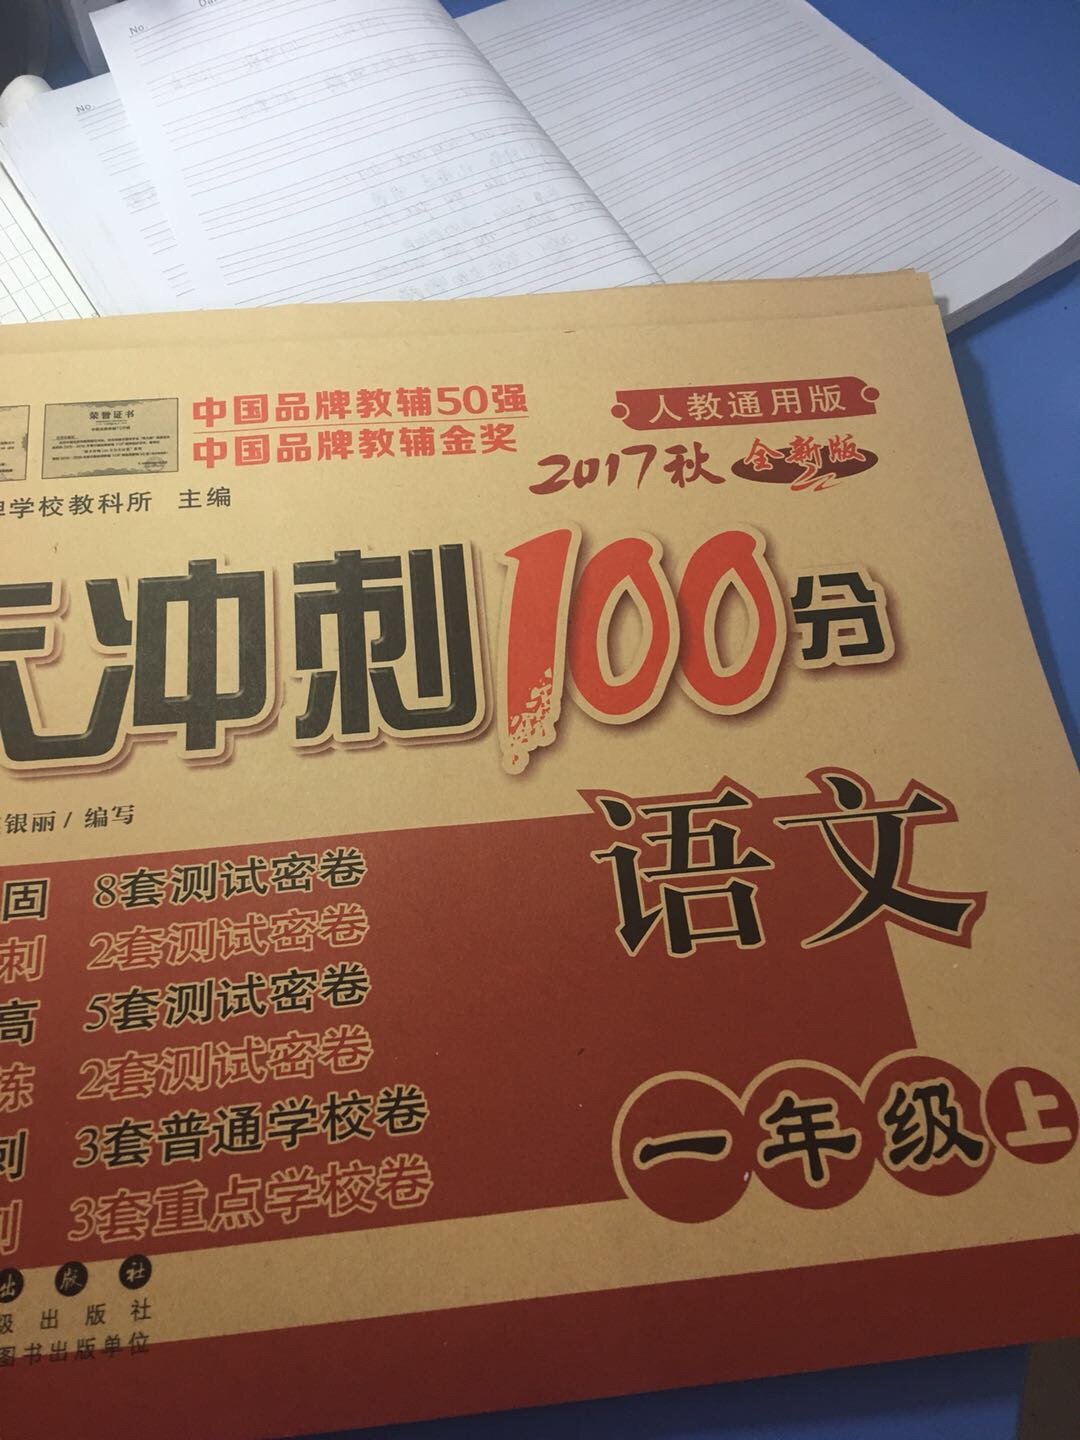 No.
No.
荣誉证书
中国品牌教辅50强
中国品牌教辅金奖
人教通用版
2017秋 全新版
学校教科所 主编
冲刺100分
银丽/编写
语文
固 8套测试密卷
刺 2套测试密卷
高 5套测试密卷
练 2套测试密卷
刺 3套普通学校卷
刺 3套重点学校卷
一年级上
出版社
级出版社
图书出版单位